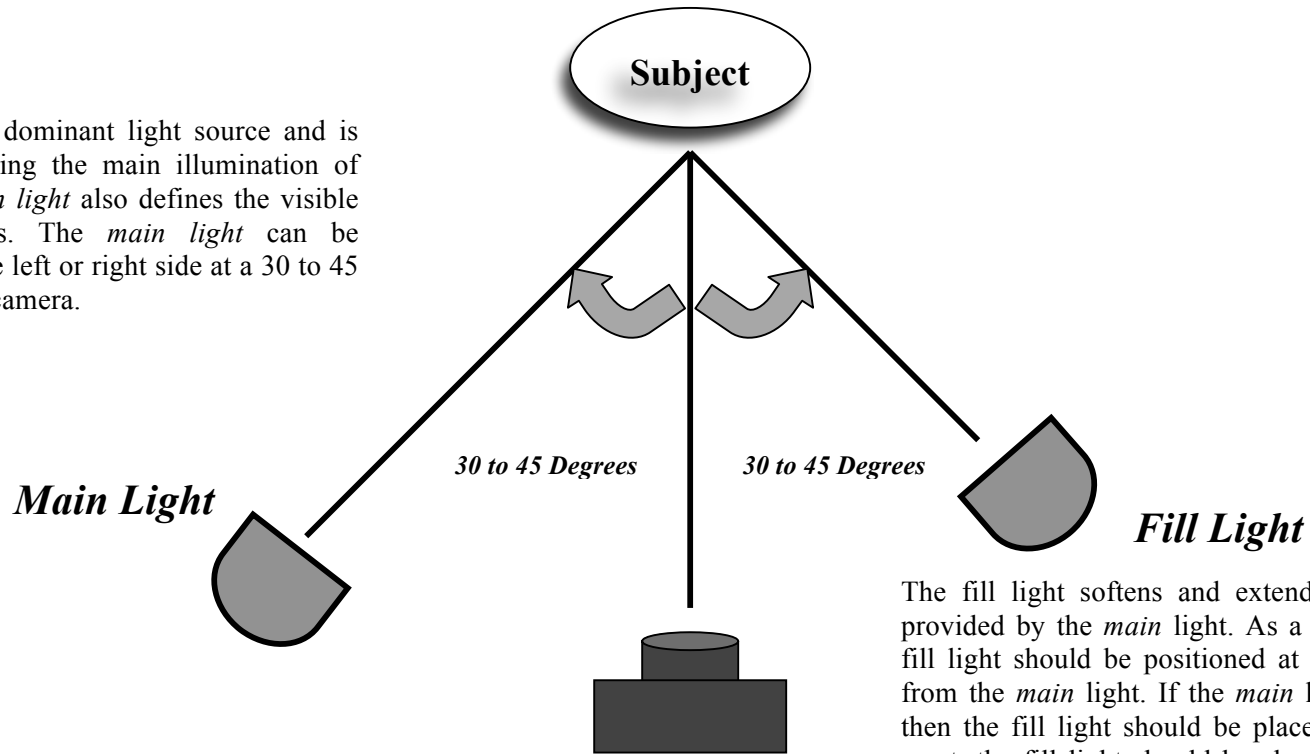 Subject
dominant light source and is
ing the main illumination of
light also defines the visible
s. The main light can be
left or right side at a 30 to 45
camera.
30 to 45 Degrees
30 to 45 Degrees
Main Light
Fill Light
The fill light softens and extend
provided by the main light. As a
fill light should be positioned at
from the main light. If the main
then the fill light should be place